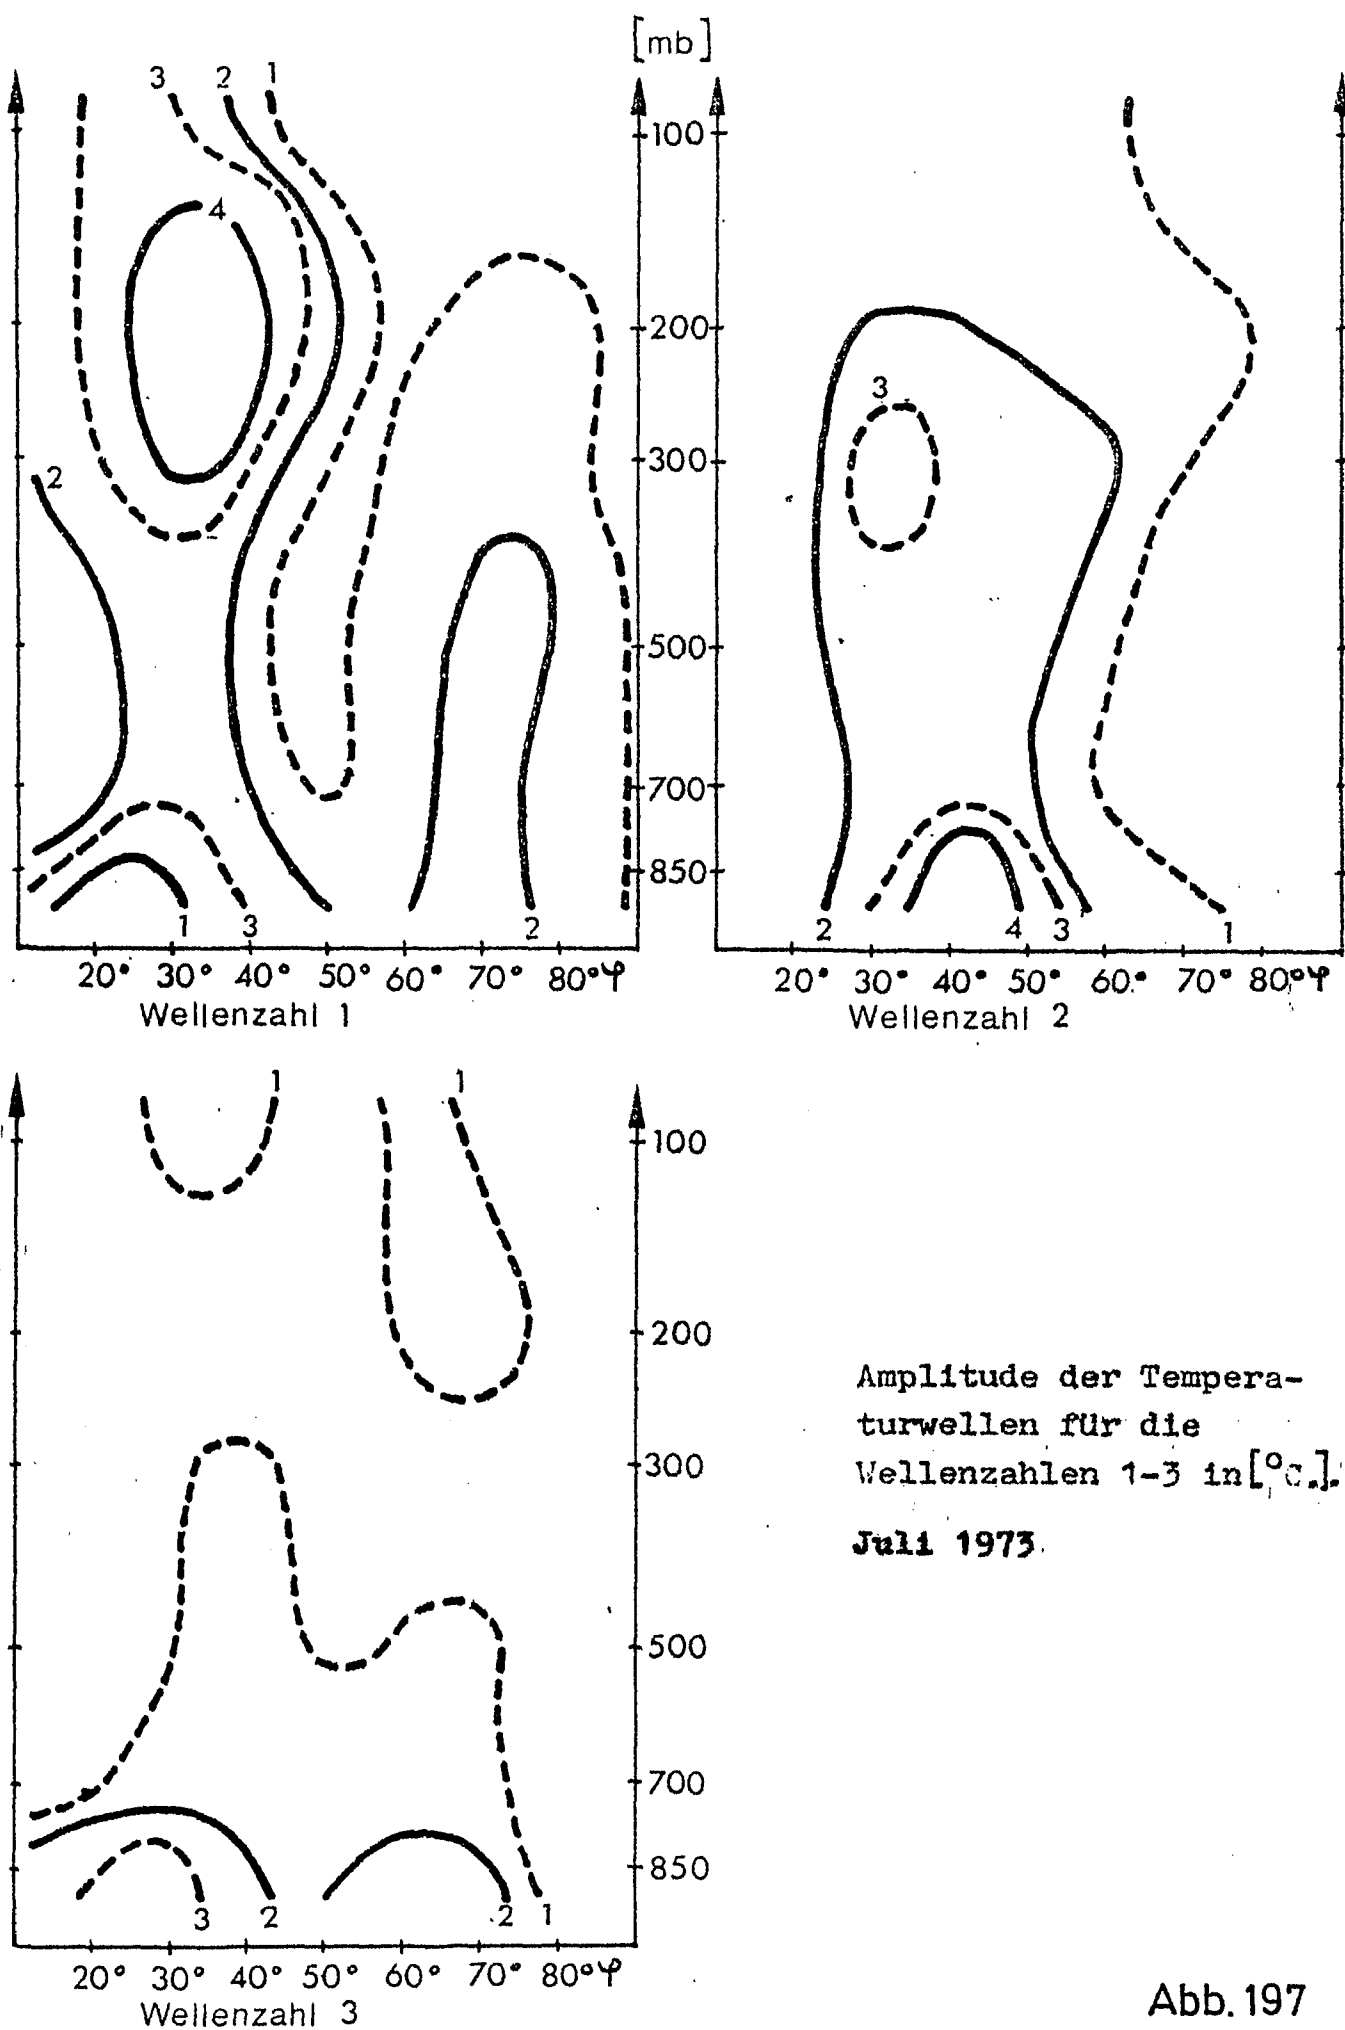 [mb]
3 2 1
100
4
200
3
300
2
500
700
850
1 3 2
2 4 3 1
20° 30° 40° 50° 60° 70° 80° φ
20° 30° 40° 50° 60° 70° 80° φ
Wellenzahl 1
Wellenzahl 2
1 1
100
200
300
500
700
850
3 2 2 1
20° 30° 40° 50° 60° 70° 80° φ
Wellenzahl 3
Amplitude der Tempera-
turwellen für die
Wellenzahlen 1-3 in [°C.].
Juli 1973.
Abb. 197